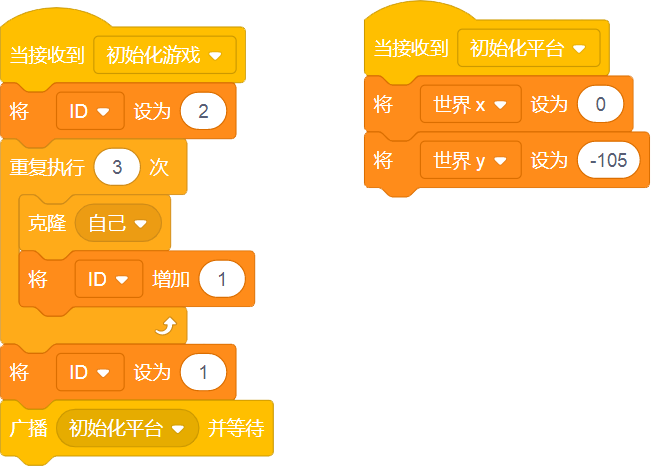 当接收到 初始化游戏
将 ID 设为 2
重复执行 3 次
克隆 自己
将 ID 增加 1
将 ID 设为 1
广播 初始化平台 并等待
当接收到 初始化平台
将 世界 x 设为 0
将 世界 y 设为 -105